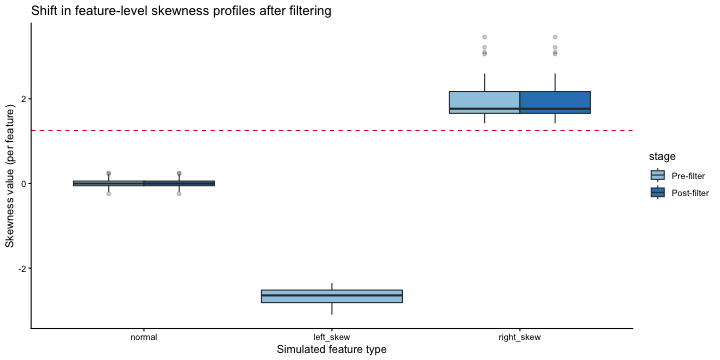 Shift in feature-level skewness profiles after filtering
Skewness value (per feature)
2
0
-2
normal
left_skew
right_skew
Simulated feature type
stage
Pre-filter
Post-filter